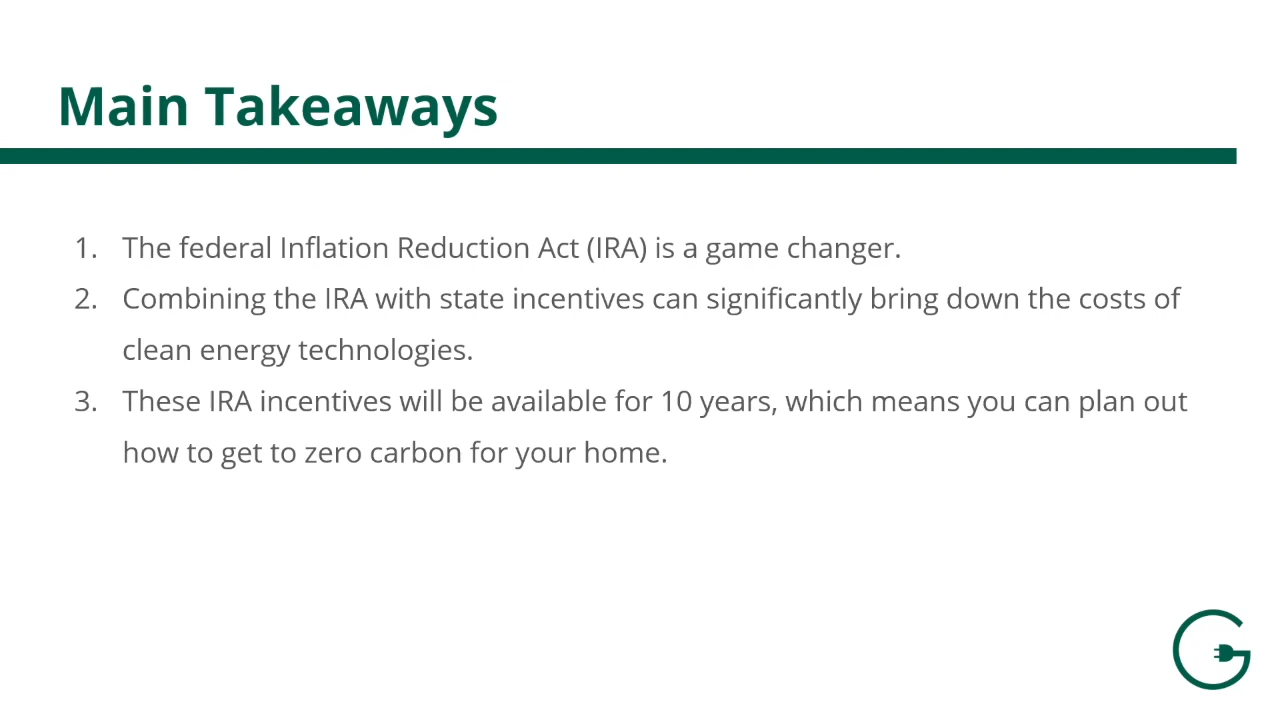 Main Takeaways
1. The federal Inflation Reduction Act (IRA) is a game changer.
2. Combining the IRA with state incentives can significantly bring down the costs of
clean energy technologies.
3. These IRA incentives will be available for 10 years, which means you can plan out
how to get to zero carbon for your home.